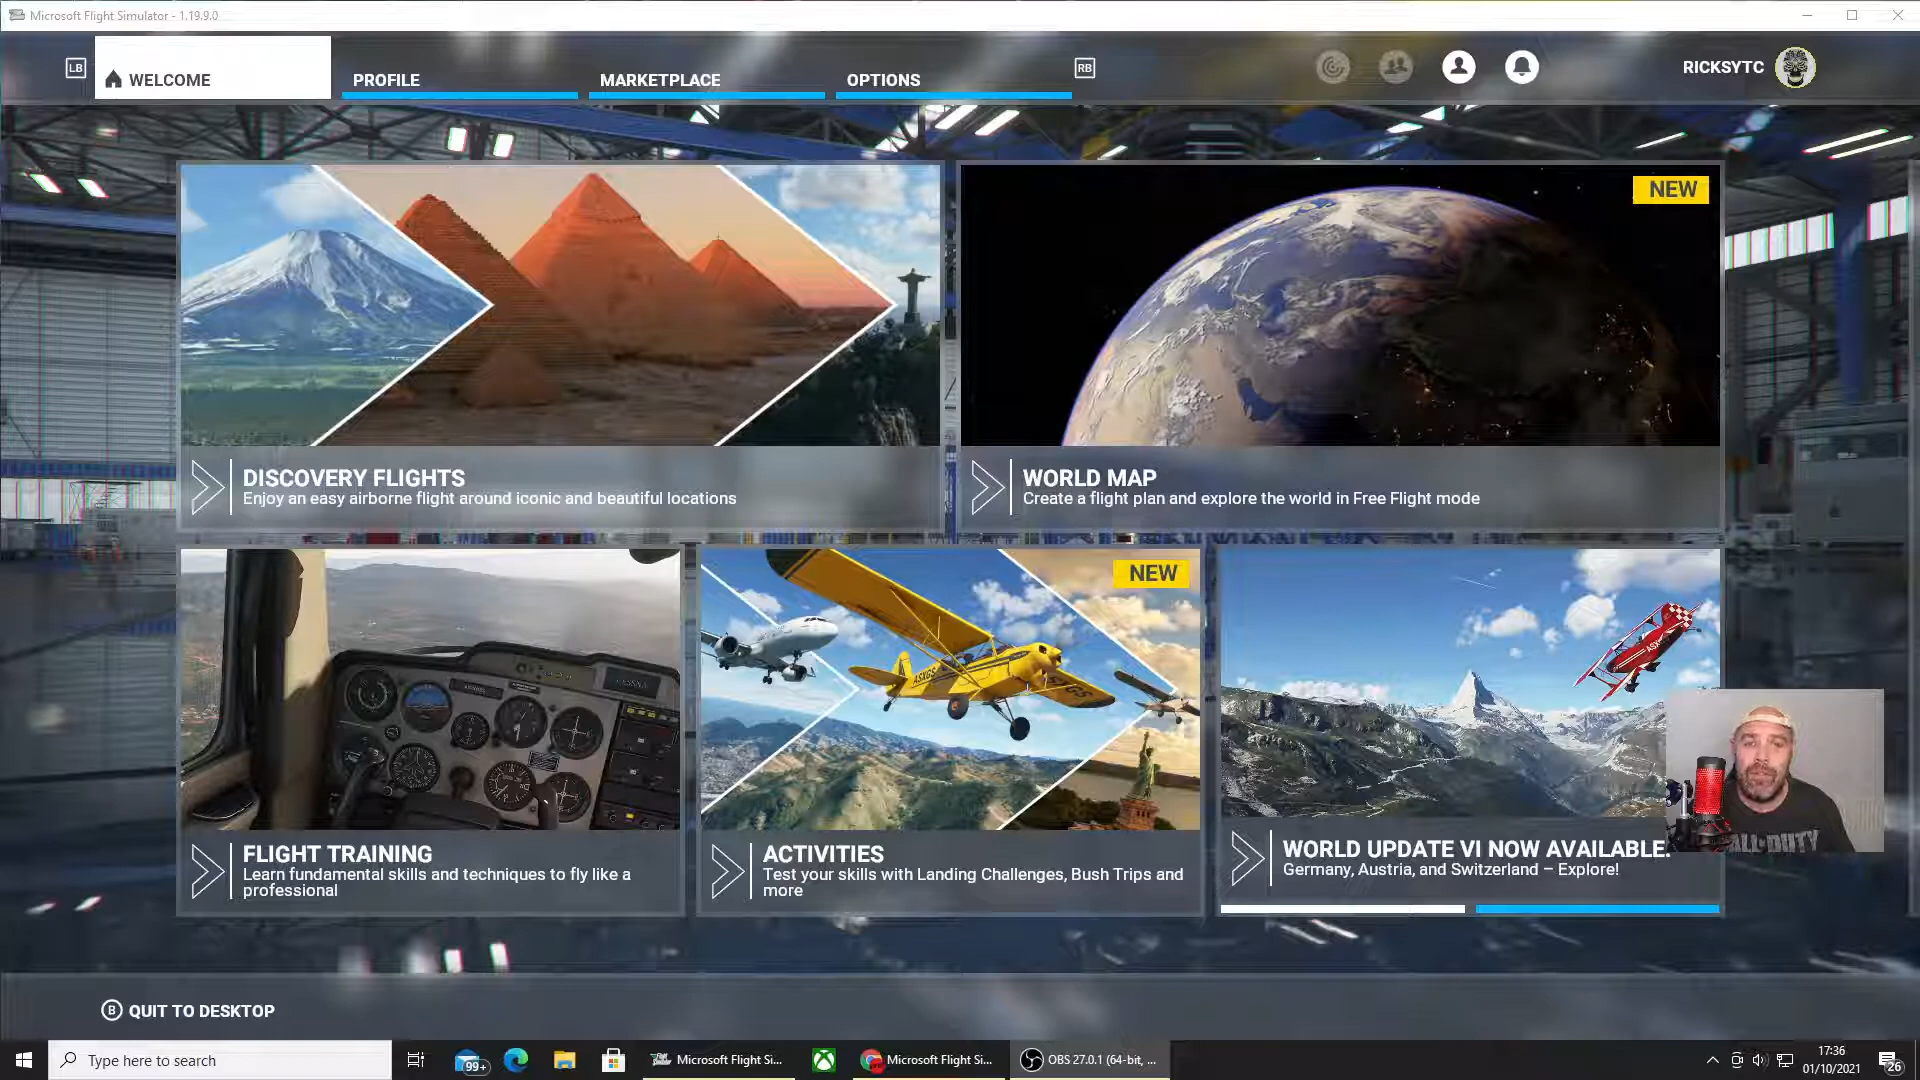 Microsoft Flight Simulator - 1.19.9.0
LB
WELCOME
PROFILE
MARKETPLACE
OPTIONS
RB
RICKSYTC
NEW
DISCOVERY FLIGHTS
Enjoy an easy airborne flight around iconic and beautiful locations
WORLD MAP
Create a flight plan and explore the world in Free Flight mode
NEW
ASXGS
FLIGHT TRAINING
Learn fundamental skills and techniques to fly like a
professional
ACTIVITIES
Test your skills with Landing Challenges, Bush Trips and
more
WORLD UPDATE VI NOW AVAILABLE.
Germany, Austria, and Switzerland – Explore!
B QUIT TO DESKTOP
Type here to search
99+
Microsoft Flight Si...
Microsoft Flight Si...
OBS 27.0.1 (64-bit, ...
17:36
01/10/2021
26